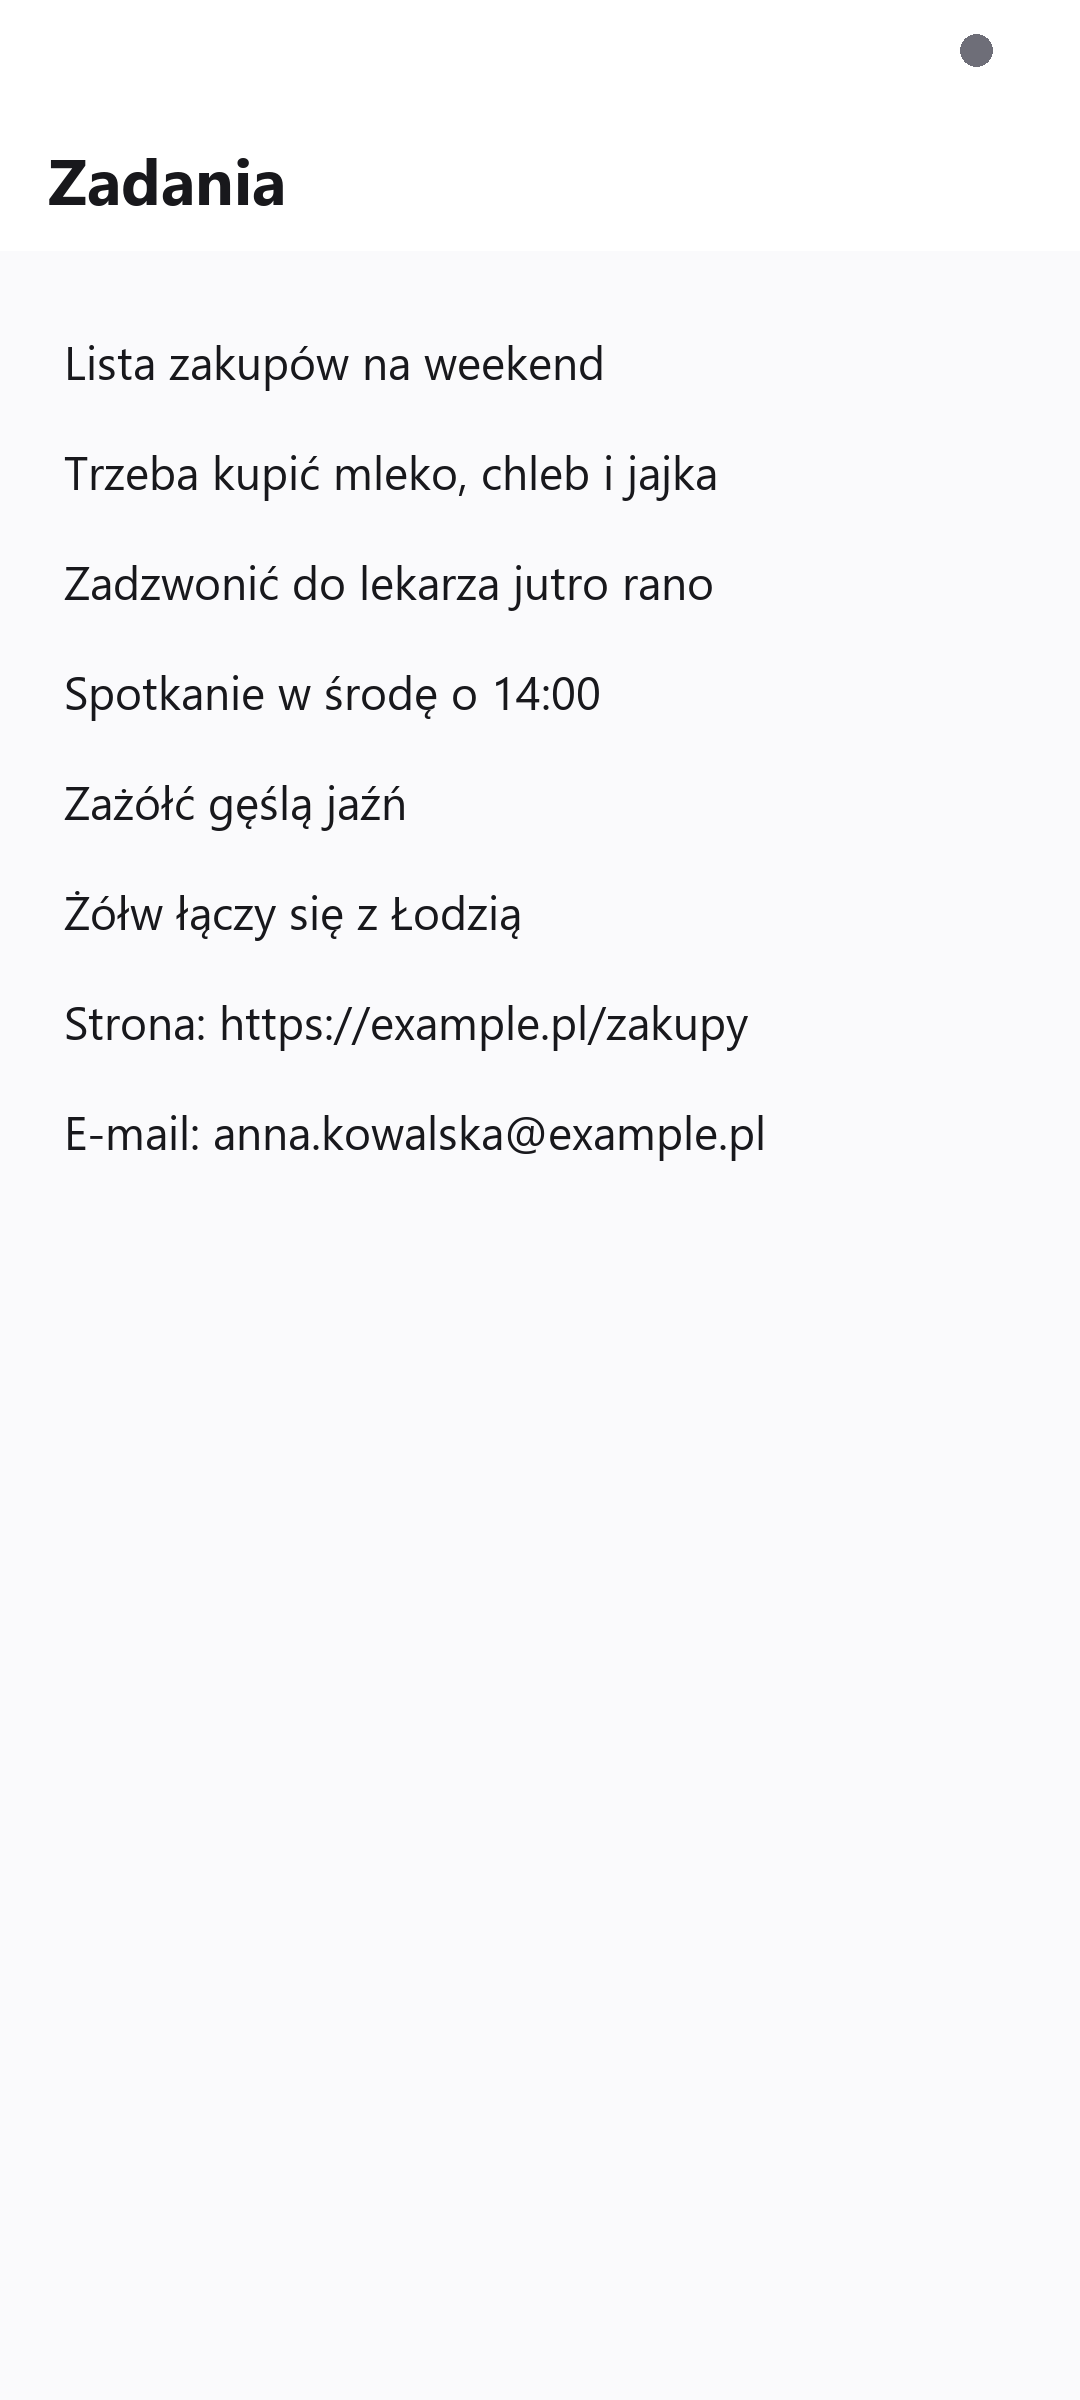 Zadania
Lista zakupów na weekend
Trzeba kupić mleko, chleb i jajka
Zadzwonić do lekarza jutro rano
Spotkanie w środę o 14:00
Zażółć gęślą jaźń
Żółw łączy się z Łodzią
Strona: https://example.pl/zakupy
E-mail: anna.kowalska@example.pl